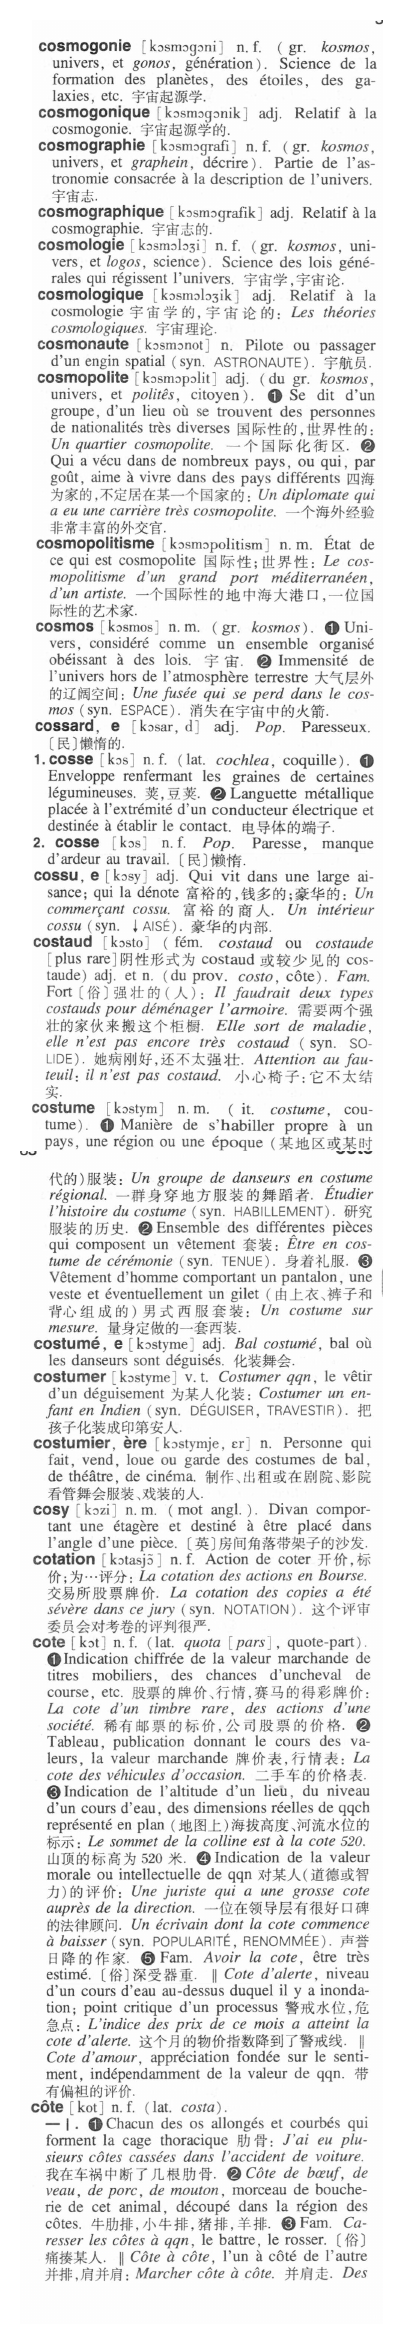 cosmogonie [kɔsmɔgɔni] n. f. ( gr. kosmos,
univers, et gonos, génération). Science de la
formation des planètes, des étoiles, des ga-
laxies, etc. 宇宙起源学.
cosmogonique [kɔsmɔgɔnik] adj. Relatif à la
cosmogonie. 宇宙起源学的.
cosmographie [kɔsmɔgrafi] n. f. ( gr. kosmos,
univers, et graphein, décrire). Partie de l'as-
tronomie consacrée à la description de l'univers.
宇宙志.
cosmographique [kɔsmɔgrafik] adj. Relatif à la
cosmographie. 宇宙志的.
cosmologie [kɔsmɔlɔʒi] n. f. (gr. kosmos, uni-
vers, et logos, science). Science des lois géné-
rales qui régissent l'univers. 宇宙学,宇宙论.
cosmologique [kɔsmɔlɔʒik] adj. Relatif à la
cosmologie 宇宙学的,宇宙论的: Les théories
cosmologiques. 宇宙理论.
cosmonaute [kɔsmɔnot] n. Pilote ou passager
d'un engin spatial (syn. ASTRONAUTE). 宇航员.
cosmopolite [kɔsmɔpɔlit] adj. (du gr. kosmos,
univers, et politês, citoyen). ❶ Se dit d'un
groupe, d'un lieu où se trouvent des personnes
de nationalités très diverses 国际性的,世界性的:
Un quartier cosmopolite. 一个国际化街区. ❷
Qui a vécu dans de nombreux pays, ou qui, par
goût, aime à vivre dans des pays différents 四海
为家的,不定居在某一个国家的: Un diplomate qui
a eu une carrière très cosmopolite. 一个海外经验
非常丰富的外交官.
cosmopolitisme [kɔsmɔpolitism] n. m. État de
ce qui est cosmopolite 国际性;世界性: Le cos-
mopolitisme d'un grand port méditerranéen,
d'un artiste. 一个国际性的地中海大港口,一位国
际性的艺术家.
cosmos [kɔsmos] n. m. ( gr. kosmos). ❶ Uni-
vers, considéré comme un ensemble organisé
obéissant à des lois. 宇宙. ❷ Immensité de
l'univers hors de l'atmosphère terrestre 大气层外
的辽阔空间: Une fusée qui se perd dans le cos-
mos (syn. ESPACE). 消失在宇宙中的火箭.
cossard, e [kɔsar, d] adj. Pop. Paresseux.
[民]懒惰的.
1. cosse [kɔs] n. f. (lat. cochlea, coquille). ❶
Enveloppe renfermant les graines de certaines
légumineuses. 荚,豆荚. ❷ Languette métallique
placée à l'extrémité d'un conducteur électrique et
destinée à établir le contact. 电导体的端子.
2. cosse [kɔs] n. f. Pop. Paresse, manque
d'ardeur au travail. [民]懒惰.
cossu, e [kɔsy] adj. Qui vit dans une large ai-
sance; qui la dénote 富裕的,钱多的;豪华的: Un
commerçant cossu. 富裕的商人. Un intérieur
cossu (syn. ↓AISÉ). 豪华的内部.
costaud [kɔsto] ( fém. costaud ou costaude
[plus rare]阴性形式为 costaud 或较少见的 cos-
taude) adj. et n. (du prov. costo, côte). Fam.
Fort [俗]强壮的(人): Il faudrait deux types
costauds pour déménager l'armoire. 需要两个强
壮的家伙来搬这个柜橱. Elle sort de maladie,
elle n'est pas encore très costaud ( syn. SO-
LIDE). 她病刚好,还不太强壮. Attention au fau-
teuil: il n'est pas costaud. 小心椅子:它不太结
实.
costume [kɔstym] n. m. ( it. costume, cou-
tume). ❶ Manière de s'habiller propre à un
pays, une région ou une époque (某地区或某时
代的)服装: Un groupe de danseurs en costume
régional. 一群身穿地方服装的舞蹈者. Étudier
l'histoire du costume (syn. HABILLEMENT). 研究
服装的历史. ❷ Ensemble des différentes pièces
qui composent un vêtement 套装: Être en cos-
tume de cérémonie (syn. TENUE). 身着礼服. ❸
Vêtement d'homme comportant un pantalon, une
veste et éventuellement un gilet (由上衣、裤子和
背心组成的)男式西服套装: Un costume sur
mesure. 量身定做的一套西装.
costumé, e [kɔstyme] adj. Bal costumé, bal où
les danseurs sont déguisés. 化装舞会.
costumer [kɔstyme] v. t. Costumer qqn, le vêtir
d'un déguisement 为某人化装: Costumer un en-
fant en Indien (syn. DÉGUISER, TRAVESTIR). 把
孩子化装成印第安人.
costumier, ère [kɔstymje, ɛr] n. Personne qui
fait, vend, loue ou garde des costumes de bal,
de théâtre, de cinéma. 制作、出租或在剧院、影院
看管舞会服装、戏装的人.
cosy [kɔzi] n. m. (mot angl.). Divan compor-
tant une étagère et destiné à être placé dans
l'angle d'une pièce. [英]房间角落带架子的沙发.
cotation [kɔtasjɔ̃] n. f. Action de coter 开价,标
价;为…评分: La cotation des actions en Bourse.
交易所股票牌价. La cotation des copies a été
sévère dans ce jury (syn. NOTATION). 这个评审
委员会对考卷的评判很严.
cote [kɔt] n. f. (lat. quota [pars], quote-part).
❶Indication chiffrée de la valeur marchande de
titres mobiliers, des chances d'uncheval de
course, etc. 股票的牌价、行情,赛马的得彩牌价:
La cote d'un timbre rare, des actions d'une
société. 稀有邮票的标价,公司股票的价格. ❷
Tableau, publication donnant le cours des va-
leurs, la valeur marchande 牌价表,行情表: La
cote des véhicules d'occasion. 二手车的价格表.
❸Indication de l'altitude d'un lieu, du niveau
d'un cours d'eau, des dimensions réelles de qqch
représenté en plan (地图上)海拔高度、河流水位的
标示: Le sommet de la colline est à la cote 520.
山顶的标高为 520 米. ❹Indication de la valeur
morale ou intellectuelle de qqn 对某人(道德或智
力)的评价: Une juriste qui a une grosse cote
auprès de la direction. 一位在领导层有很好口碑
的法律顾问. Un écrivain dont la cote commence
à baisser (syn. POPULARITÉ, RENOMMÉE). 声誉
日降的作家. ❺ Fam. Avoir la cote, être très
estimé. [俗]深受器重. ‖ Cote d'alerte, niveau
d'un cours d'eau au-dessus duquel il y a inonda-
tion; point critique d'un processus 警戒水位,危
急点: L'indice des prix de ce mois a atteint la
cote d'alerte. 这个月的物价指数降到了警戒线. ‖
Cote d'amour, appréciation fondée sur le senti-
ment, indépendamment de la valeur de qqn. 带
有偏袒的评价.
côte [kot] n. f. (lat. costa).
— I. ❶Chacun des os allongés et courbés qui
forment la cage thoracique 肋骨: J'ai eu plu-
sieurs côtes cassées dans l'accident de voiture.
我在车祸中断了几根肋骨. ❷ Côte de bœuf, de
veau, de porc, de mouton, morceau de bouche-
rie de cet animal, découpé dans la région des
côtes. 牛肋排,小牛排,猪排,羊排. ❸ Fam. Ca-
resser les côtes à qqn, le battre, le rosser. [俗]
痛揍某人. ‖ Côte à côte, l'un à côté de l'autre
并排,肩并肩: Marcher côte à côte. 并肩走. Des